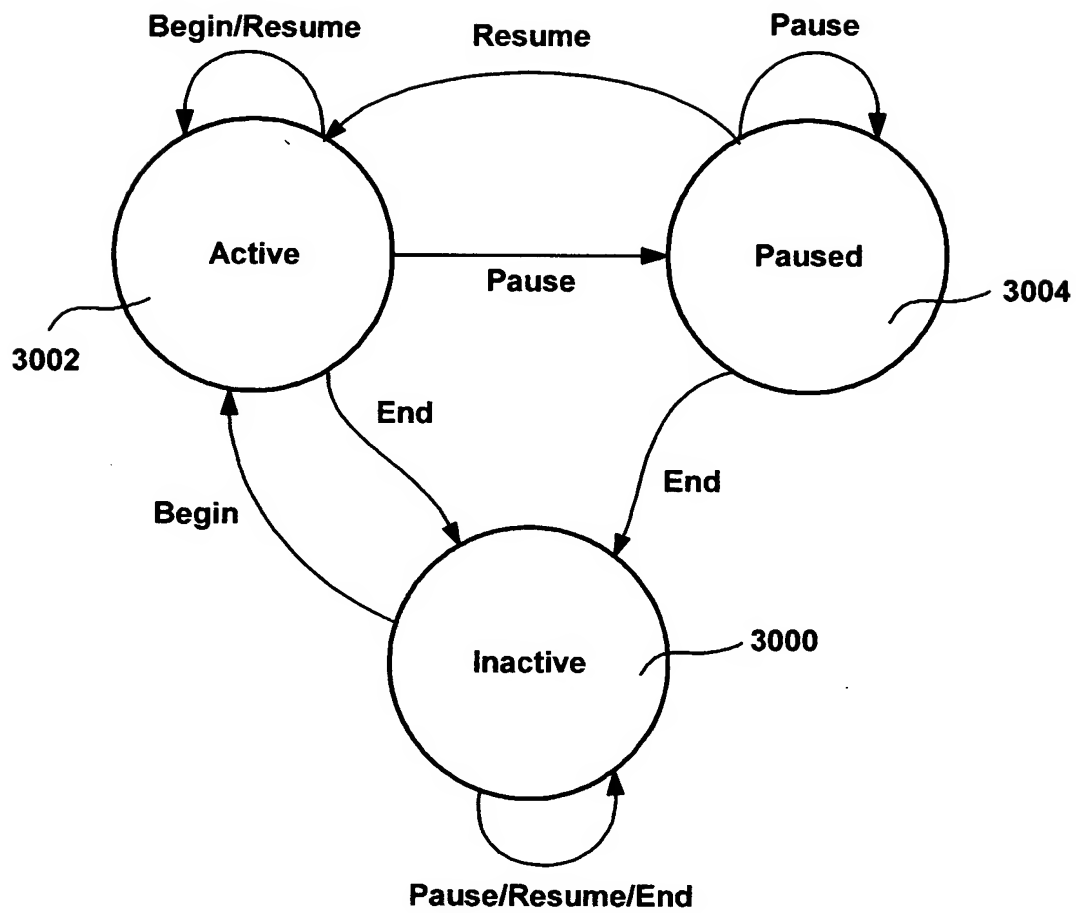 Begin/Resume
Resume
Pause
Active
Pause
Paused
3004
3002
End
End
Begin
Inactive
3000
Pause/Resume/End